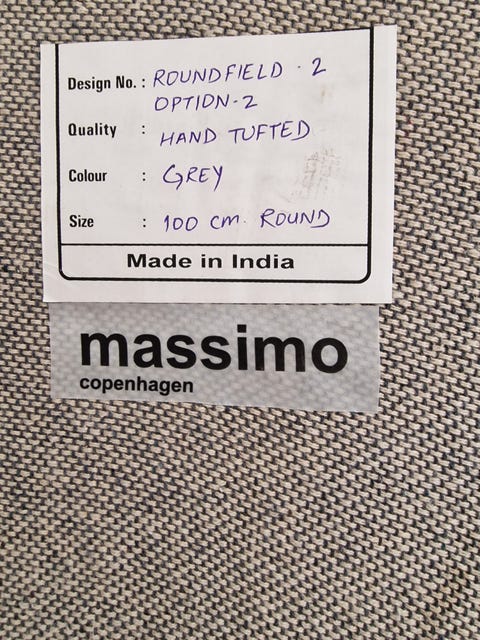 Design No. : ROUNDFIELD - 2
OPTION - 2
Quality : HAND TUFTED
Colour : GREY
Size : 100 cm. ROUND
Made in India
massimo
copenhagen